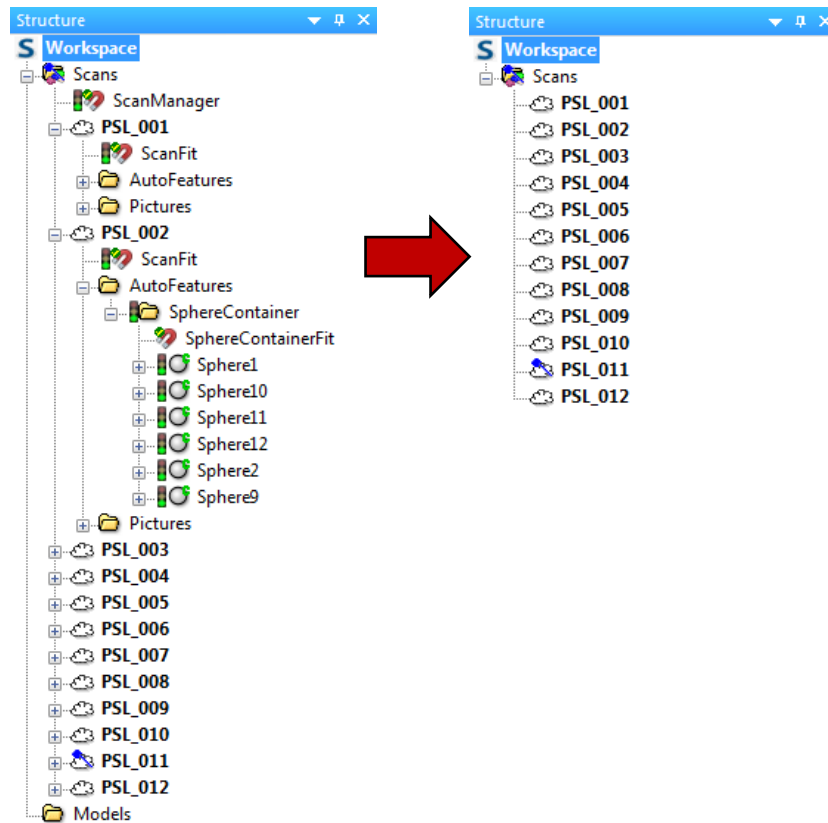 Structure
Workspace
Scans
ScanManager
PSL_001
ScanFit
AutoFeatures
Pictures
PSL_002
ScanFit
AutoFeatures
SphereContainer
SphereContainerFit
Sphere1
Sphere10
Sphere11
Sphere12
Sphere2
Sphere9
Pictures
PSL_003
PSL_004
PSL_005
PSL_006
PSL_007
PSL_008
PSL_009
PSL_010
PSL_011
PSL_012
Models
Structure
Workspace
Scans
PSL_001
PSL_002
PSL_003
PSL_004
PSL_005
PSL_006
PSL_007
PSL_008
PSL_009
PSL_010
PSL_011
PSL_012